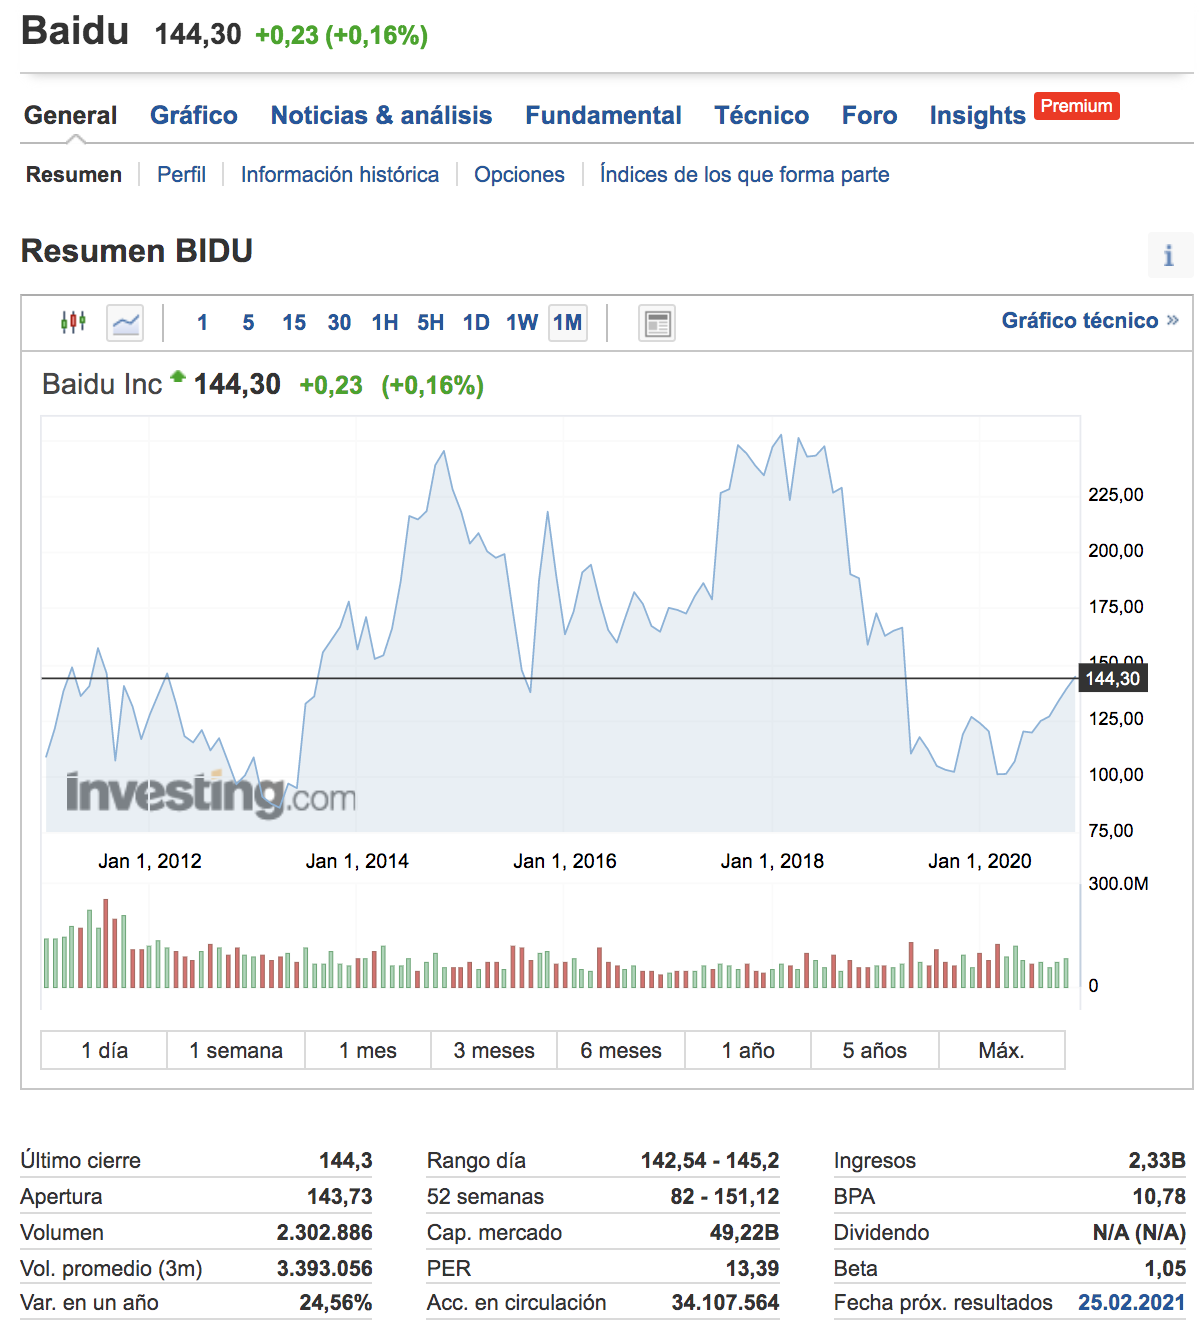 Baidu 144,30 +0,23 (+0,16%)
General Gráfico Noticias & análisis Fundamental Técnico Foro Insights Premium
Resumen Perfil Información histórica Opciones Índices de los que forma parte
Resumen BIDU
i
1 5 15 30 1H 5H 1D 1W 1M Gráfico técnico »
Baidu Inc 144,30 +0,23 (+0,16%)
225,00
200,00
175,00
150,00
144,30
125,00
100,00
Investing.com
75,00
Jan 1, 2012 Jan 1, 2014 Jan 1, 2016 Jan 1, 2018 Jan 1, 2020
300.0M
0
1 día 1 semana 1 mes 3 meses 6 meses 1 año 5 años Máx.
Último cierre 144,3 Rango día 142,54 - 145,2 Ingresos 2,33B
Apertura 143,73 52 semanas 82 - 151,12 BPA 10,78
Volumen 2.302.886 Cap. mercado 49,22B Dividendo N/A (N/A)
Vol. promedio (3m) 3.393.056 PER 13,39 Beta 1,05
Var. en un año 24,56% Acc. en circulación 34.107.564 Fecha próx. resultados 25.02.2021